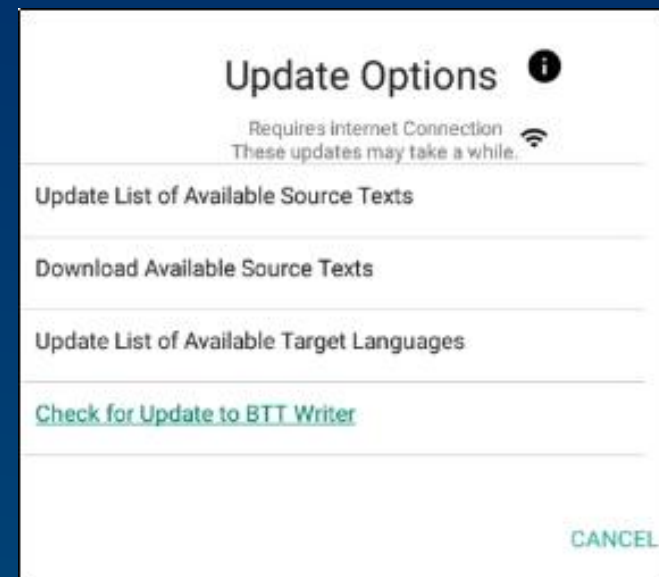 Update Options
Requires internet Connection
These updates may take a while.
Update List of Available Source Texts
Download Available Source Texts
Update List of Available Target Languages
Check for Update to BTT Writer
CANCEL